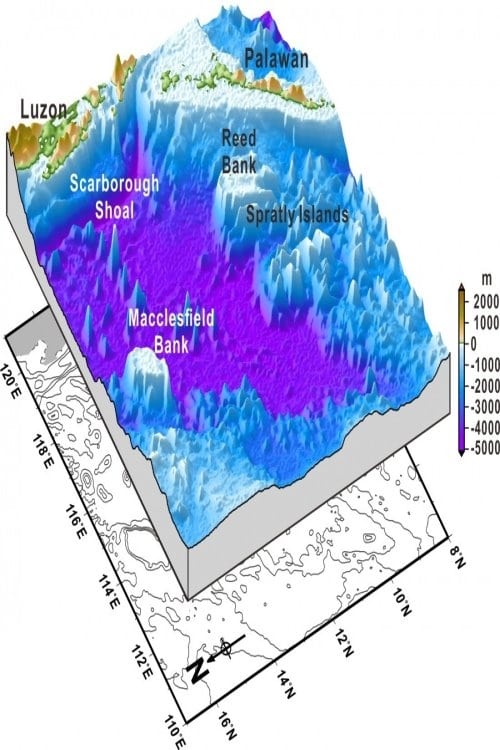 Palawan
Luzon
Reed
Bank
Scarborough
Shoal
Spratly Islands
Macclesfield
Bank
m
2000
1000
0
-1000
-2000
-3000
-4000
-5000
120°E
118°E
116°E
114°E
112°E
110°E
8°N
10°N
12°N
14°N
16°N
N